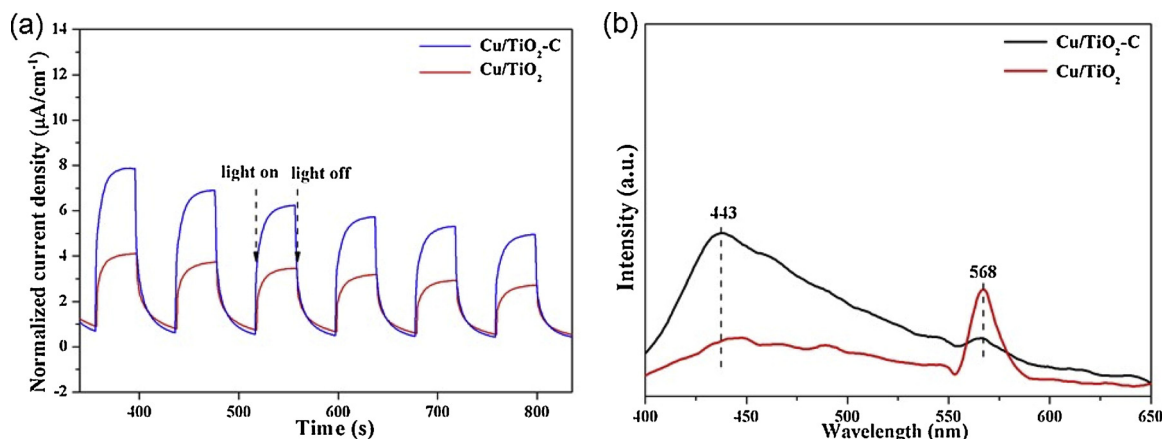 (a)
14
12
10
8
6
4
2
0
-2
Normalized current density (μA/cm⁻¹)
Cu/TiO₂-C
Cu/TiO₂
light on light off
400 500 600 700 800
Time (s)
(b)
Intensity (a.u.)
Cu/TiO₂-C
Cu/TiO₂
443
568
400 450 500 550 600 650
Wavelength (nm)